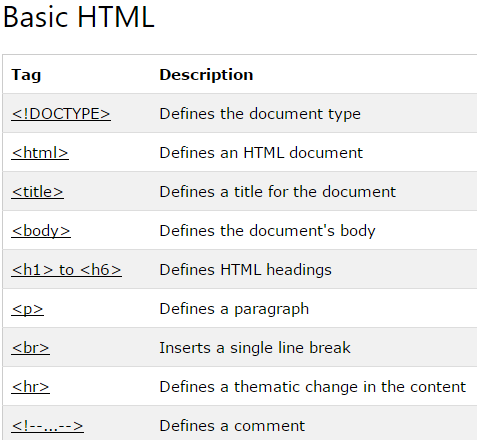 Basic HTML
Tag Description
<!DOCTYPE> Defines the document type
<html> Defines an HTML document
<title> Defines a title for the document
<body> Defines the document's body
<h1> to <h6> Defines HTML headings
<p> Defines a paragraph
<br> Inserts a single line break
<hr> Defines a thematic change in the content
<!--...--> Defines a comment